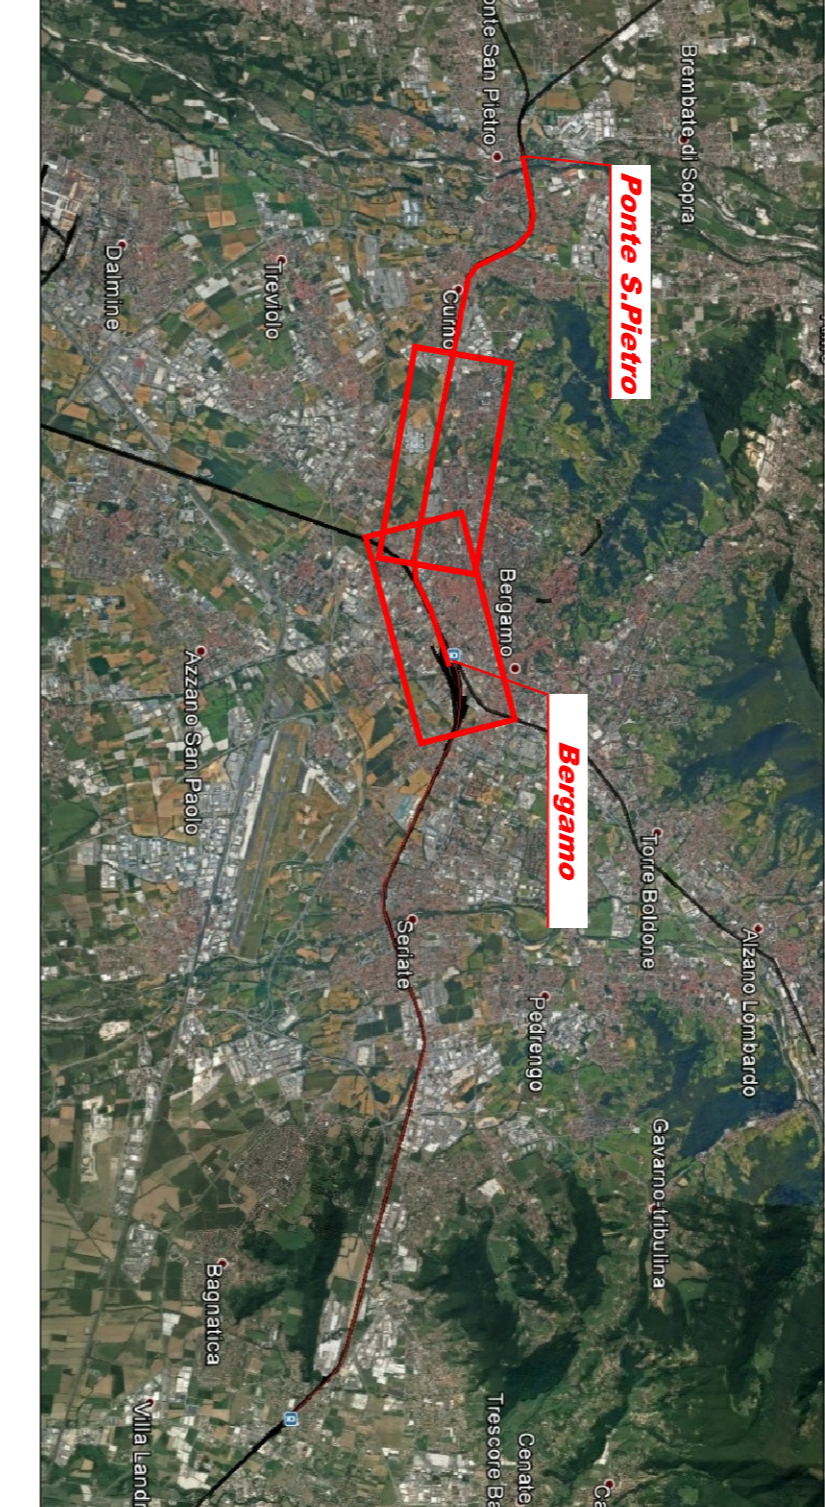 onte San Pietro
Brembate di Sopra
Ponte S.Pietro
Dalmine
Treviolo
Curno
Bergamo
Bergamo
Azzano San Paolo
Torre Boldone
Seriate
Alzano Lombardo
Pedrengo
Gavarno-tribulina
Bagnatica
Villa Landr
Trescore Ba
Cenate
Ca